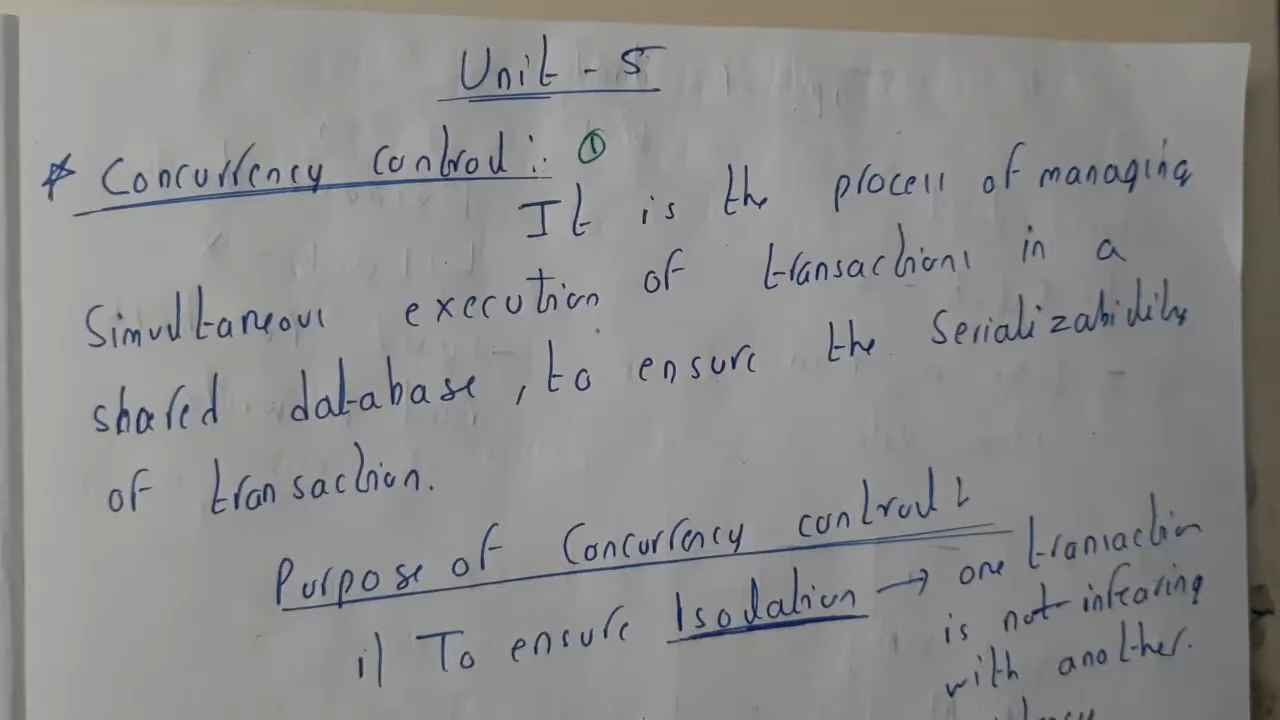 Unit - 5
* Concurrency control :. ①
It is the process of managing
Simultaneous execution of transactions in a
shared database, to ensure the Serializability
of transaction.
Purpose of Concurrency control :
i) To ensure Isolation → one transaction
is not infearing
with another.